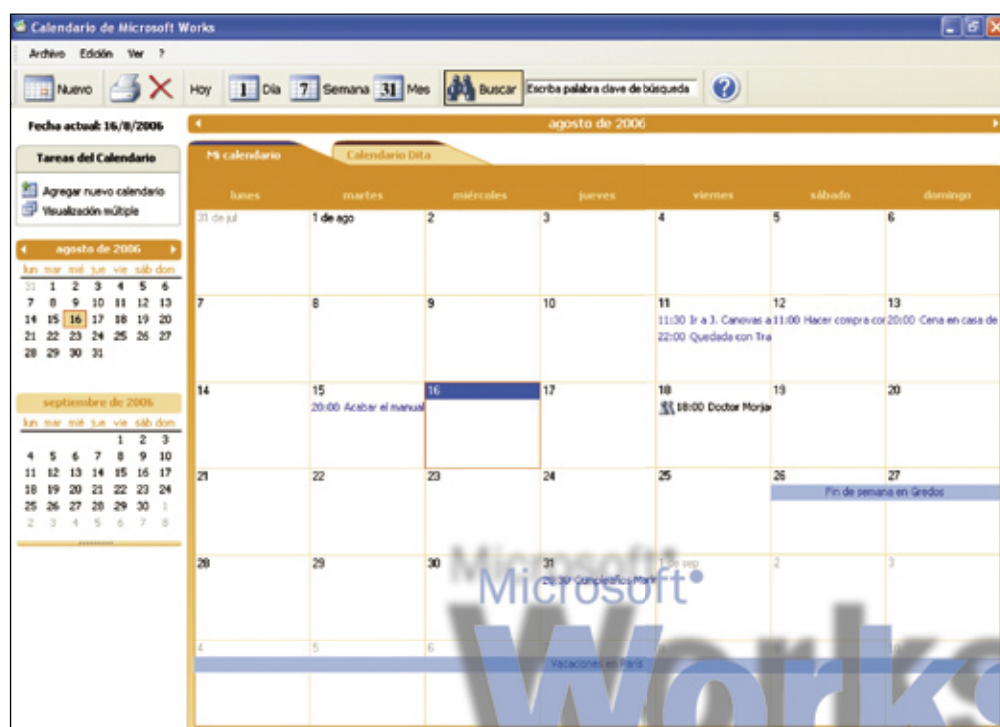 Calendario de Microsoft Works
Archivo Edición Ver ?
Nuevo Hoy 1 Día 7 Semana 31 Mes Buscar Escriba palabra clave de búsqueda ?
Fecha actual: 16/8/2006
agosto de 2006
Tareas del Calendario
Agregar nuevo calendario
Visualización múltiple
agosto de 2006
lun mar mié jue vie sáb dom
31 1 2 3 4 5 6
7 8 9 10 11 12 13
14 15 16 17 18 19 20
21 22 23 24 25 26 27
28 29 30 31
septiembre de 2006
lun mar mié jue vie sáb dom
1 2 3
4 5 6 7 8 9 10
11 12 13 14 15 16 17
18 19 20 21 22 23 24
25 26 27 28 29 30 1
2 3 4 5 6 7 8
Mi calendario Calendario Dita
lunes martes miércoles jueves viernes sábado domingo
31 de jul 1 de ago 2 3 4 5 6
7 8 9 10 11 12 13
11:30 Ir a J. Canovas a 11:00 Hacer compra cor 20:00 Cena en casa de
22:00 Quedada con Tra
14 15 16 17 18 19 20
20:00 Acabar el manual 18:00 Doctor Morja
21 22 23 24 25 26 27
Fin de semana en Gredos
28 29 30 31 1 de sep 2 3
20:30 Cumpleaños Mark
4 5 6
Vacaciones en París
Microsoft
Works